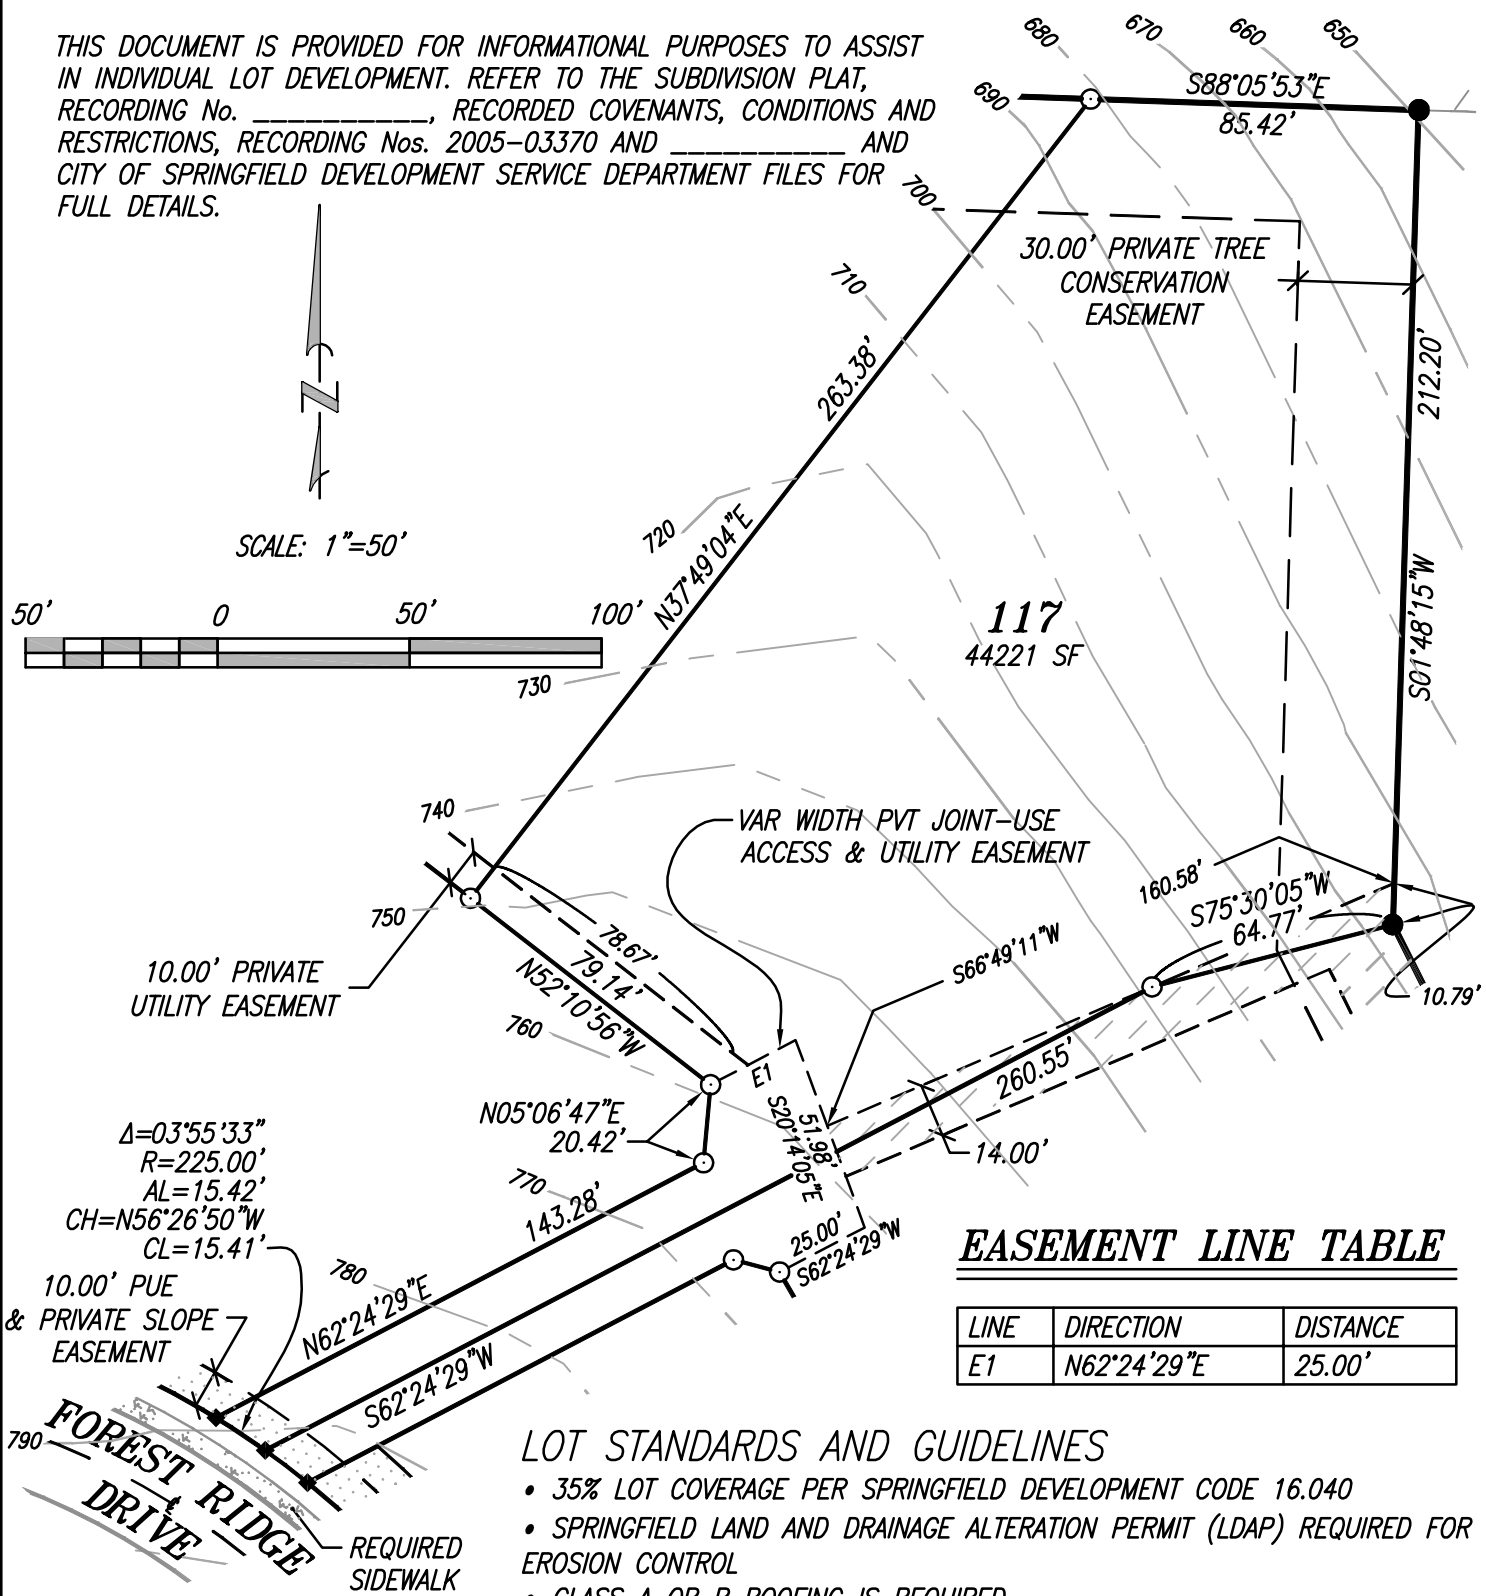 THIS DOCUMENT IS PROVIDED FOR INFORMATIONAL PURPOSES TO ASSIST
IN INDIVIDUAL LOT DEVELOPMENT. REFER TO THE SUBDIVISION PLAT,
RECORDING No. __________, RECORDED COVENANTS, CONDITIONS AND
RESTRICTIONS, RECORDING Nos. 2005-03370 AND __________ AND
CITY OF SPRINGFIELD DEVELOPMENT SERVICE DEPARTMENT FILES FOR
FULL DETAILS.
680
670
660
650
690
S88°05'53"E
85.42'
700
30.00' PRIVATE TREE
CONSERVATION
EASEMENT
710
263.38'
212.20'
N
SCALE: 1"=50'
50'
0
50'
100'
720
N37°49'04"E
S01°48'15"W
117
44221 SF
730
740
VAR WIDTH PVT JOINT-USE
ACCESS & UTILITY EASEMENT
750
160.58'
S75°30'05"W
64.77'
78.67'
79.14'
N52°10'56"W
S66°49'11"W
10.00' PRIVATE
UTILITY EASEMENT
10.79'
760
E1
260.55'
N05°06'47"E
20.42'
51.98'
S20°14'05"E
14.00'
Δ=03°55'33"
R=225.00'
AL=15.42'
CH=N56°26'50"W
CL=15.41'
770
143.28'
25.00'
S62°24'29"W
10.00' PUE
& PRIVATE SLOPE
EASEMENT
780
N62°24'29"E
S62°24'29"W
EASEMENT LINE TABLE
LINE DIRECTION DISTANCE
E1 N62°24'29"E 25.00'
790
FOREST RIDGE
DRIVE
REQUIRED
SIDEWALK
LOT STANDARDS AND GUIDELINES
• 35% LOT COVERAGE PER SPRINGFIELD DEVELOPMENT CODE 16.040
• SPRINGFIELD LAND AND DRAINAGE ALTERATION PERMIT (LDAP) REQUIRED FOR
EROSION CONTROL
• CLASS A OR B ROOFING IS REQUIRED